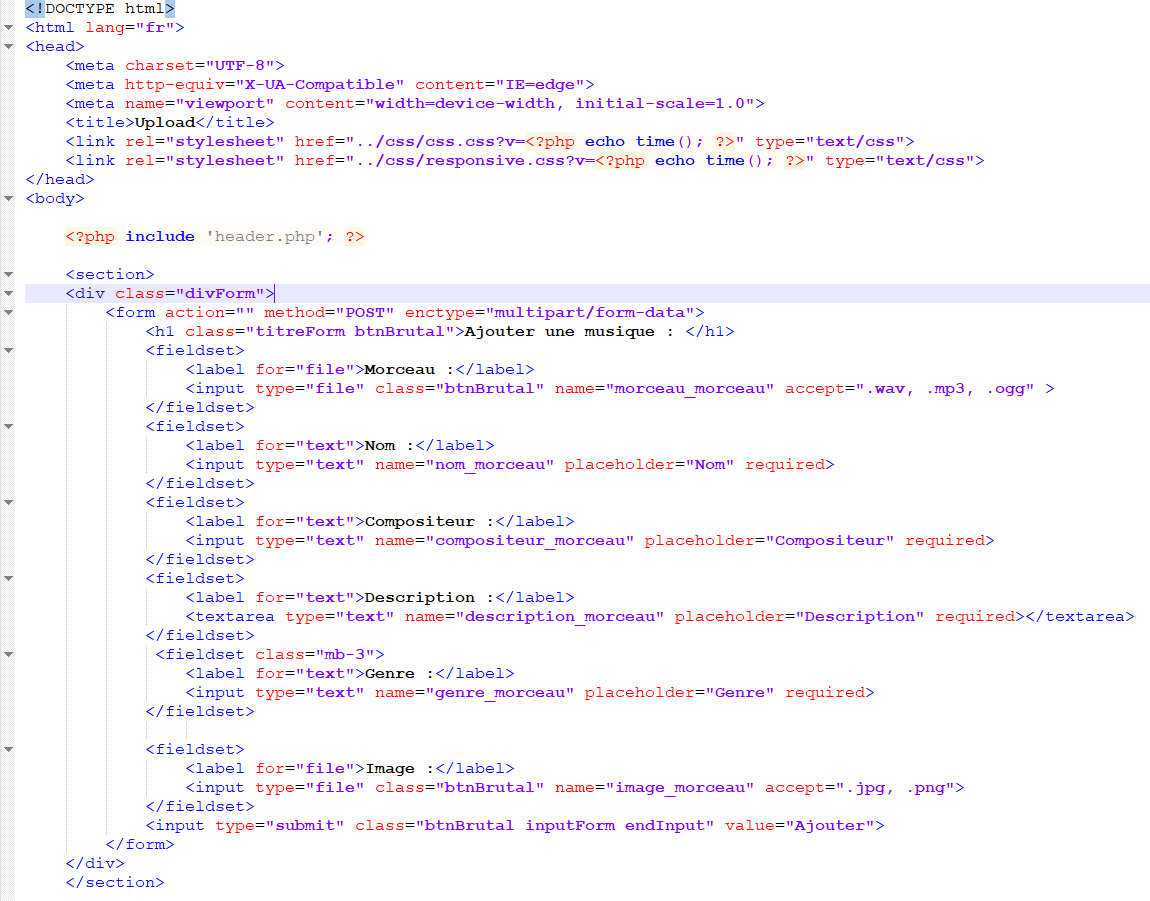 <!DOCTYPE html>
<html lang="fr">
<head>
    <meta charset="UTF-8">
    <meta http-equiv="X-UA-Compatible" content="IE=edge">
    <meta name="viewport" content="width=device-width, initial-scale=1.0">
    <title>Upload</title>
    <link rel="stylesheet" href="../css/css.css?v=<?php echo time(); ?>" type="text/css">
    <link rel="stylesheet" href="../css/responsive.css?v=<?php echo time(); ?>" type="text/css">
</head>
<body>

    <?php include 'header.php'; ?>

    <section>
    <div class="divForm">
        <form action="" method="POST" enctype="multipart/form-data">
            <h1 class="titreForm btnBrutal">Ajouter une musique : </h1>
            <fieldset>
                <label for="file">Morceau :</label>
                <input type="file" class="btnBrutal" name="morceau_morceau" accept=".wav, .mp3, .ogg" >
            </fieldset>
            <fieldset>
                <label for="text">Nom :</label>
                <input type="text" name="nom_morceau" placeholder="Nom" required>
            </fieldset>
            <fieldset>
                <label for="text">Compositeur :</label>
                <input type="text" name="compositeur_morceau" placeholder="Compositeur" required>
            </fieldset>
            <fieldset>
                <label for="text">Description :</label>
                <textarea type="text" name="description_morceau" placeholder="Description" required></textarea>
            </fieldset>
             <fieldset class="mb-3">
                <label for="text">Genre :</label>
                <input type="text" name="genre_morceau" placeholder="Genre" required>
            </fieldset>

            <fieldset>
                <label for="file">Image :</label>
                <input type="file" class="btnBrutal" name="image_morceau" accept=".jpg, .png">
            </fieldset>
            <input type="submit" class="btnBrutal inputForm endInput" value="Ajouter">
        </form>
    </div>
    </section>